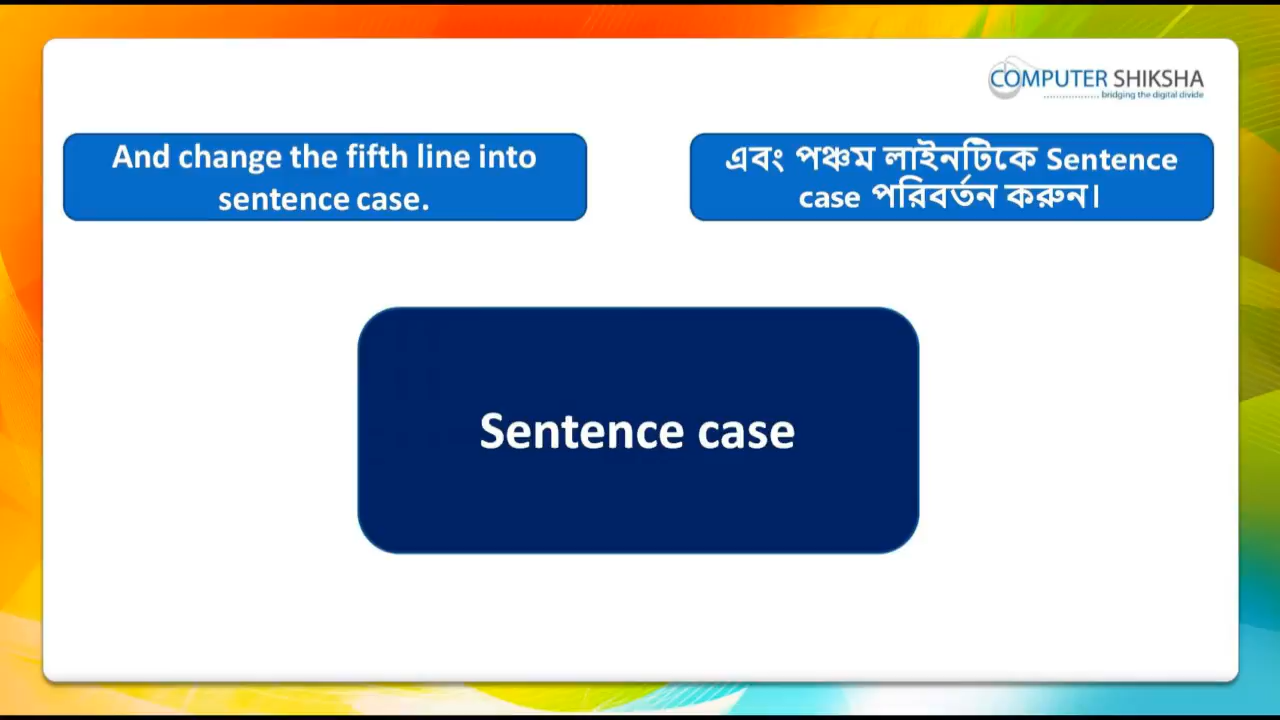 COMPUTER SHIKSHA
bridging the digital divide
And change the fifth line into
sentence case.
এবং পঞ্চম লাইনটিকে Sentence
case পরিবর্তন করুন।
Sentence case